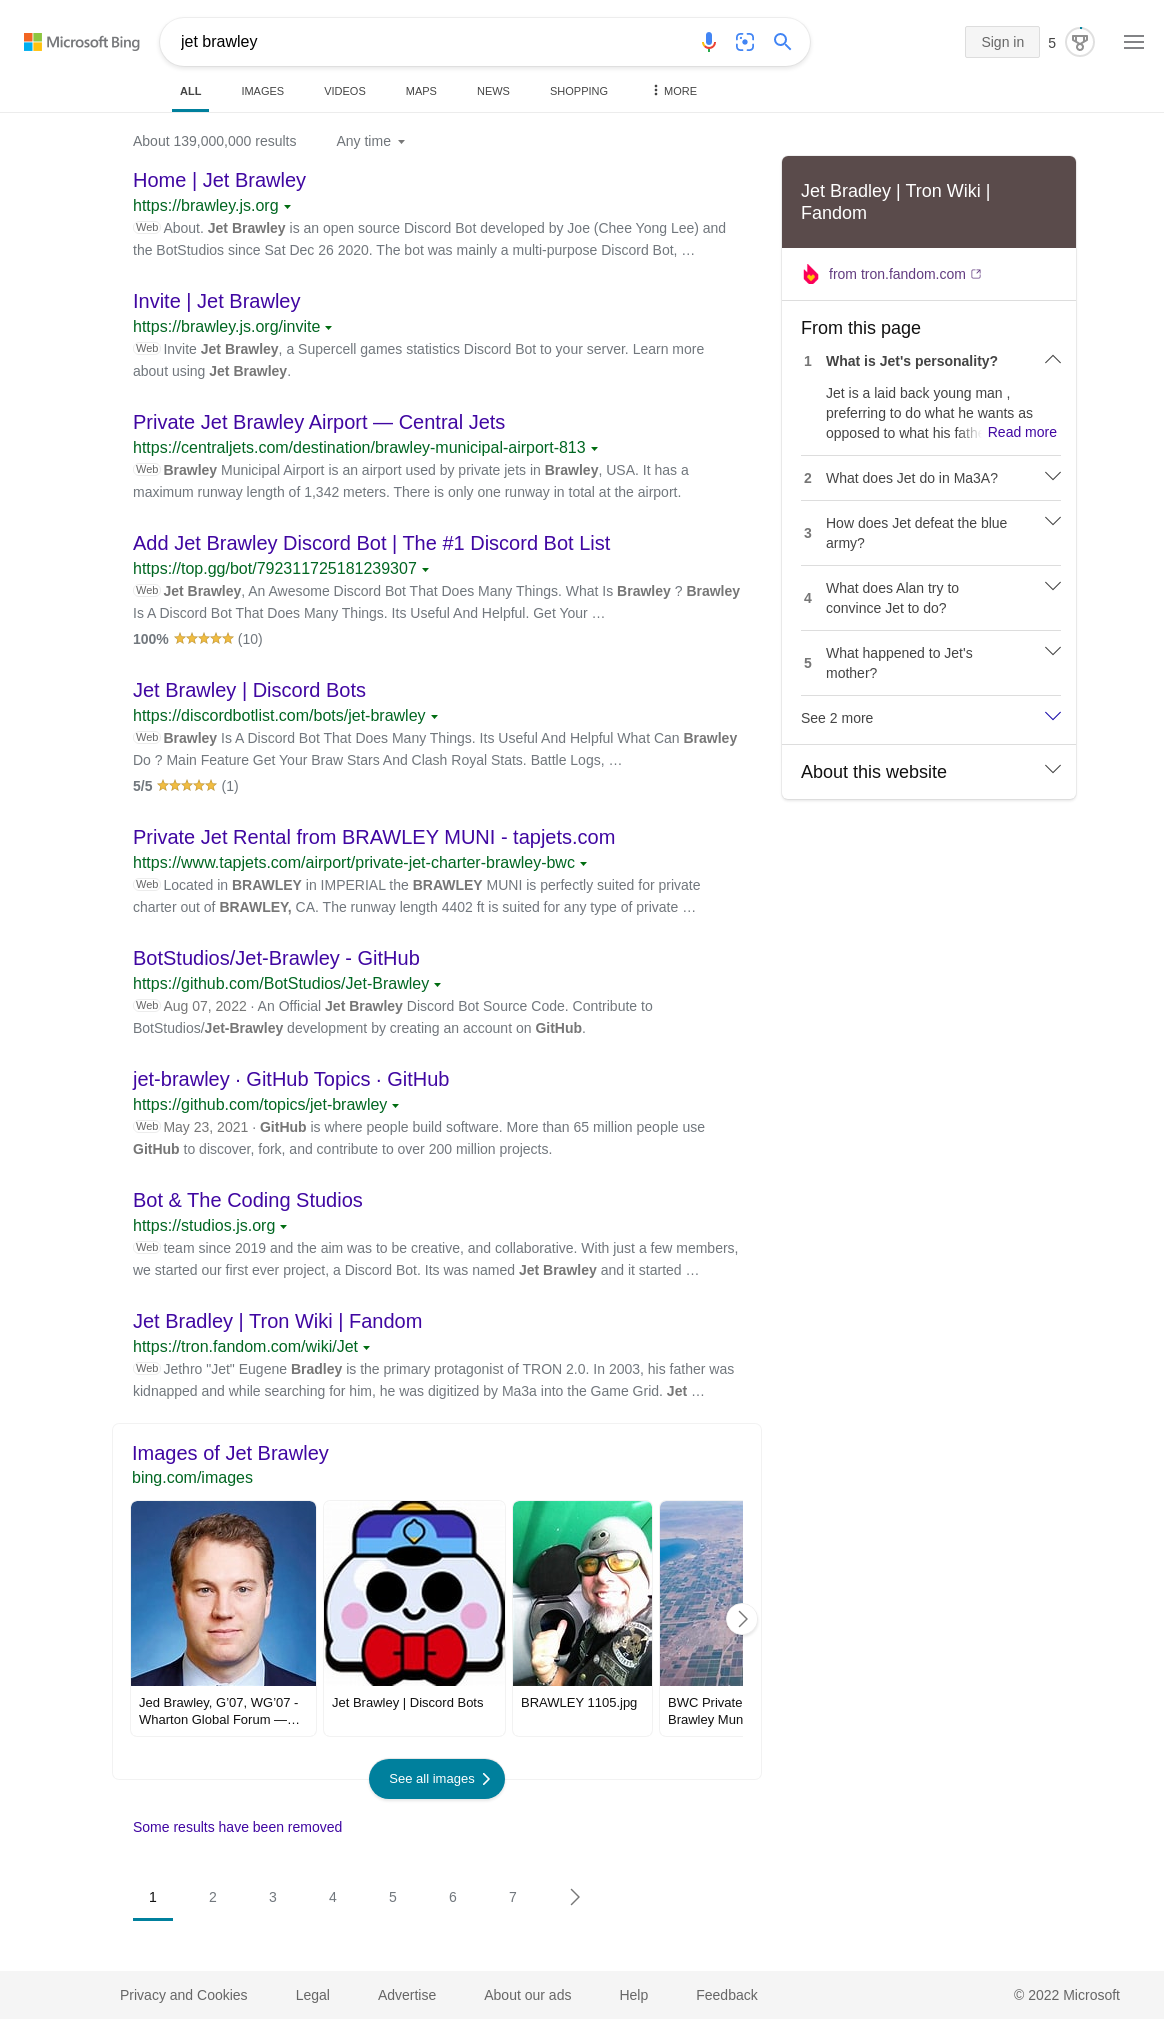 Microsoft Bing
jet brawley
Sign in
5
ALL
IMAGES
VIDEOS
MAPS
NEWS
SHOPPING
MORE
About 139,000,000 results
Any time
Home | Jet Brawley
https://brawley.js.org
Web About. Jet Brawley is an open source Discord Bot developed by Joe (Chee Yong Lee) and
the BotStudios since Sat Dec 26 2020. The bot was mainly a multi-purpose Discord Bot, …
Invite | Jet Brawley
https://brawley.js.org/invite
Web Invite Jet Brawley, a Supercell games statistics Discord Bot to your server. Learn more
about using Jet Brawley.
Private Jet Brawley Airport — Central Jets
https://centraljets.com/destination/brawley-municipal-airport-813
Web Brawley Municipal Airport is an airport used by private jets in Brawley, USA. It has a
maximum runway length of 1,342 meters. There is only one runway in total at the airport.
Add Jet Brawley Discord Bot | The #1 Discord Bot List
https://top.gg/bot/792311725181239307
Web Jet Brawley, An Awesome Discord Bot That Does Many Things. What Is Brawley ? Brawley
Is A Discord Bot That Does Many Things. Its Useful And Helpful. Get Your …
100% (10)
Jet Brawley | Discord Bots
https://discordbotlist.com/bots/jet-brawley
Web Brawley Is A Discord Bot That Does Many Things. Its Useful And Helpful What Can Brawley
Do ? Main Feature Get Your Braw Stars And Clash Royal Stats. Battle Logs, …
5/5 (1)
Private Jet Rental from BRAWLEY MUNI - tapjets.com
https://www.tapjets.com/airport/private-jet-charter-brawley-bwc
Web Located in BRAWLEY in IMPERIAL the BRAWLEY MUNI is perfectly suited for private
charter out of BRAWLEY, CA. The runway length 4402 ft is suited for any type of private …
BotStudios/Jet-Brawley - GitHub
https://github.com/BotStudios/Jet-Brawley
Web Aug 07, 2022 · An Official Jet Brawley Discord Bot Source Code. Contribute to
BotStudios/Jet-Brawley development by creating an account on GitHub.
jet-brawley · GitHub Topics · GitHub
https://github.com/topics/jet-brawley
Web May 23, 2021 · GitHub is where people build software. More than 65 million people use
GitHub to discover, fork, and contribute to over 200 million projects.
Bot & The Coding Studios
https://studios.js.org
Web team since 2019 and the aim was to be creative, and collaborative. With just a few members,
we started our first ever project, a Discord Bot. Its was named Jet Brawley and it started …
Jet Bradley | Tron Wiki | Fandom
https://tron.fandom.com/wiki/Jet
Web Jethro "Jet" Eugene Bradley is the primary protagonist of TRON 2.0. In 2003, his father was
kidnapped and while searching for him, he was digitized by Ma3a into the Game Grid. Jet …
Images of Jet Brawley
bing.com/images
Jed Brawley, G'07, WG'07 -
Wharton Global Forum —…
Jet Brawley | Discord Bots
BRAWLEY 1105.jpg
BWC Private
Brawley Mun
See all images
Some results have been removed
1
2
3
4
5
6
7
Jet Bradley | Tron Wiki |
Fandom
from tron.fandom.com
From this page
1 What is Jet's personality?
Jet is a laid back young man ,
preferring to do what he wants as
opposed to what his fath Read more
2 What does Jet do in Ma3A?
3 How does Jet defeat the blue
army?
4 What does Alan try to
convince Jet to do?
5 What happened to Jet's
mother?
See 2 more
About this website
Privacy and Cookies
Legal
Advertise
About our ads
Help
Feedback
© 2022 Microsoft